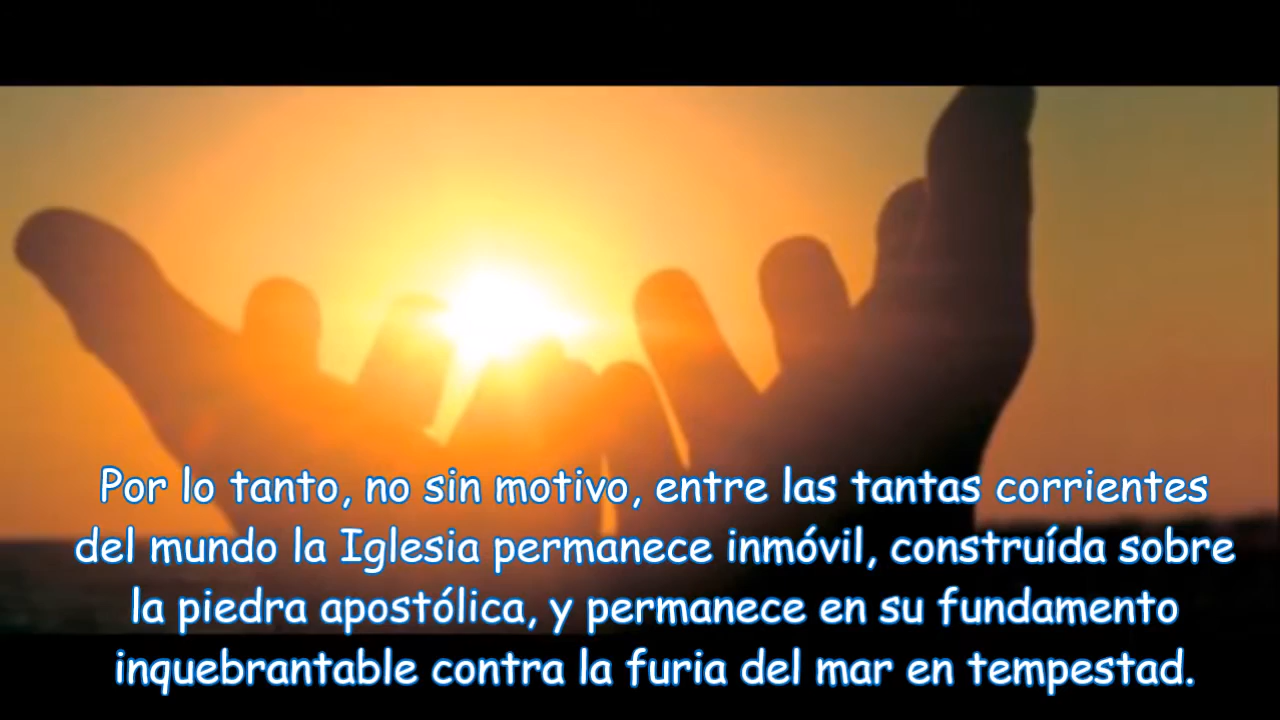 Por lo tanto, no sin motivo, entre las tantas corrientes
del mundo la Iglesia permanece inmóvil, construída sobre
la piedra apostólica, y permanece en su fundamento
inquebrantable contra la furia del mar en tempestad.